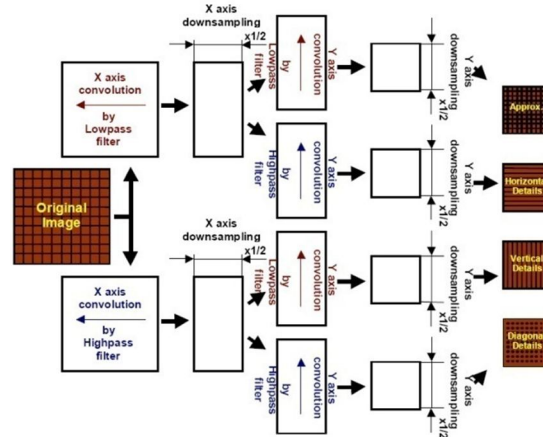 X axis
downsampling
x1/2
X axis
convolution
by
Lowpass
filter
Y axis
convolution
by
Lowpass
filter
Y axis
downsampling
x1/2
Approx.
Y axis
convolution
by
Highpass
filter
Y axis
downsampling
x1/2
Horizonta
Details
Original
Image
X axis
downsampling
x1/2
X axis
convolution
by
Highpass
filter
Y axis
convolution
by
Lowpass
filter
Y axis
downsampling
x1/2
Vertical
Details
Y axis
convolution
by
Highpass
filter
Y axis
downsampling
x1/2
Diagona
Details